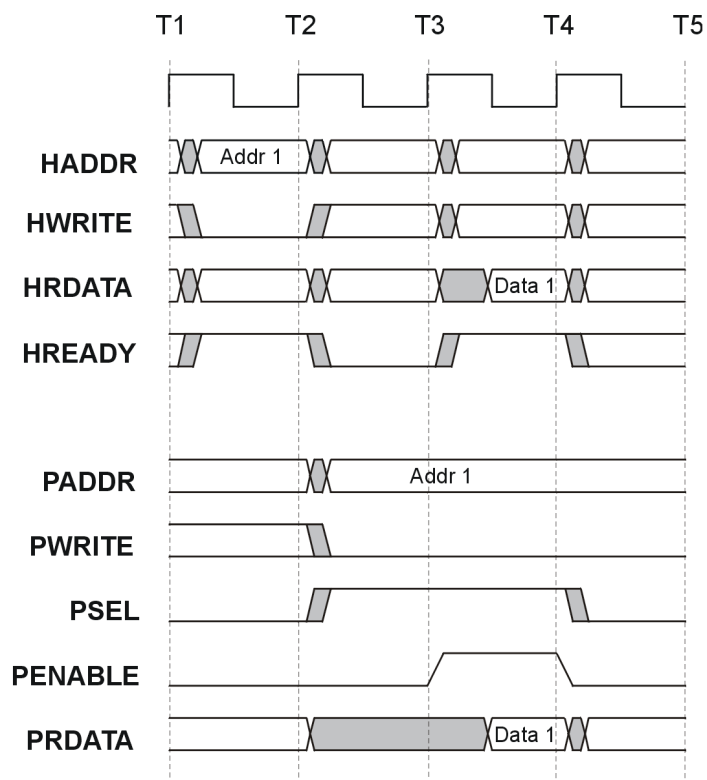 T1 T2 T3 T4 T5
HADDR Addr 1
HWRITE
HRDATA Data 1
HREADY
PADDR Addr 1
PWRITE
PSEL
PENABLE
PRDATA Data 1